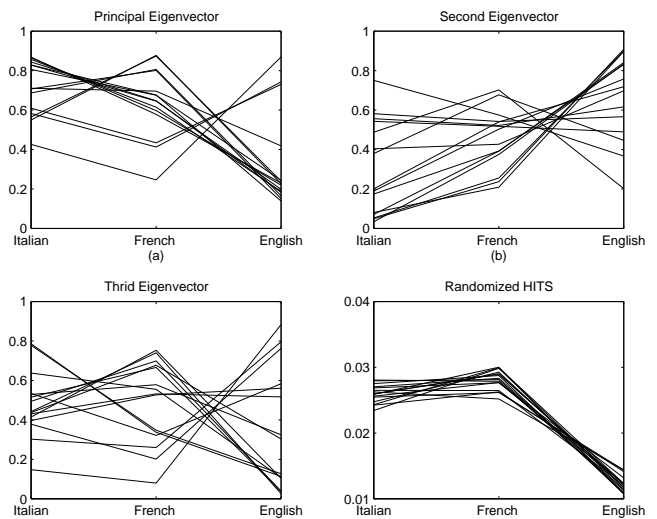 Principal Eigenvector
1
0.8
0.6
0.4
0.2
0
Italian French English
(a)
Second Eigenvector
1
0.8
0.6
0.4
0.2
0
Italian French English
(b)
Thrid Eigenvector
1
0.8
0.6
0.4
0.2
0
Italian French English
Randomized HITS
0.04
0.03
0.02
0.01
Italian French English